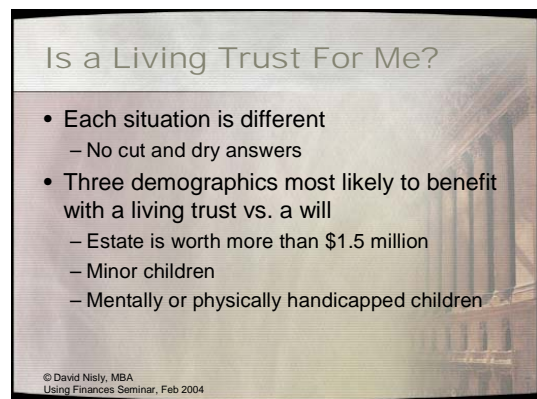 Is a Living Trust For Me?
• Each situation is different
– No cut and dry answers
• Three demographics most likely to benefit
with a living trust vs. a will
– Estate is worth more than $1.5 million
– Minor children
– Mentally or physically handicapped children
© David Nisly, MBA
Using Finances Seminar, Feb 2004